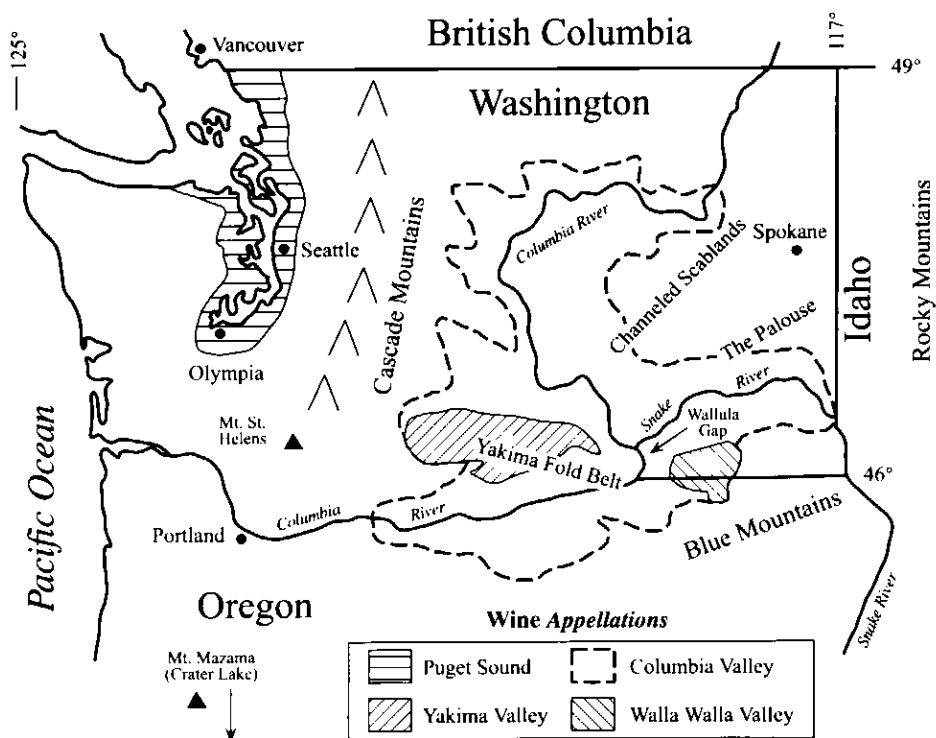 125°
Vancouver
British Columbia
117°
49°
Washington
Columbia River
Channeled Scablands
Spokane
Seattle
Cascade Mountains
Idaho
Rocky Mountains
The Palouse
Olympia
Snake
River
Mt. St.
Helens
Wallula
Gap
Yakima Fold Belt
46°
Pacific Ocean
Portland
Columbia
River
Blue Mountains
Snake River
Oregon
Wine Appellations
Mt. Mazama
(Crater Lake)
Puget Sound
Columbia Valley
Yakima Valley
Walla Walla Valley